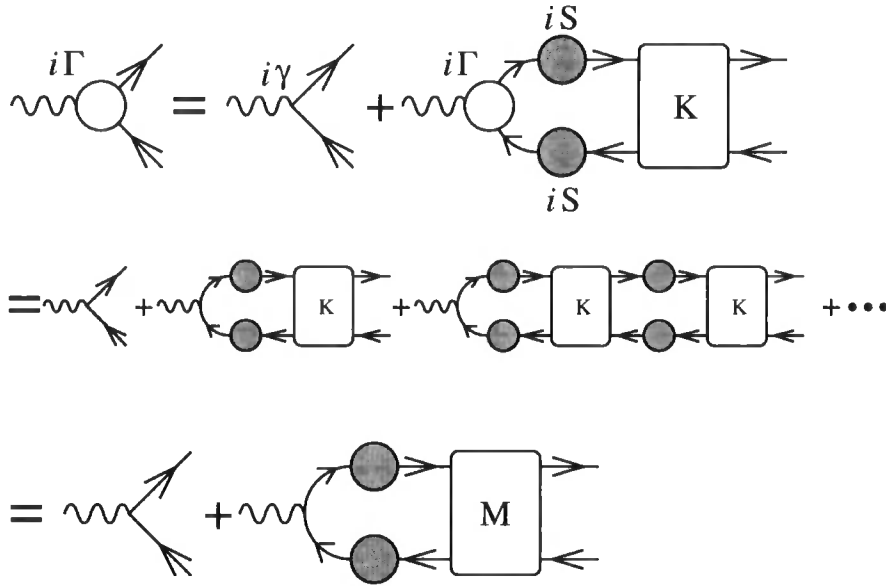 iΓ = iγ + iΓ iS iS K
= + K + K K + •••
= + M